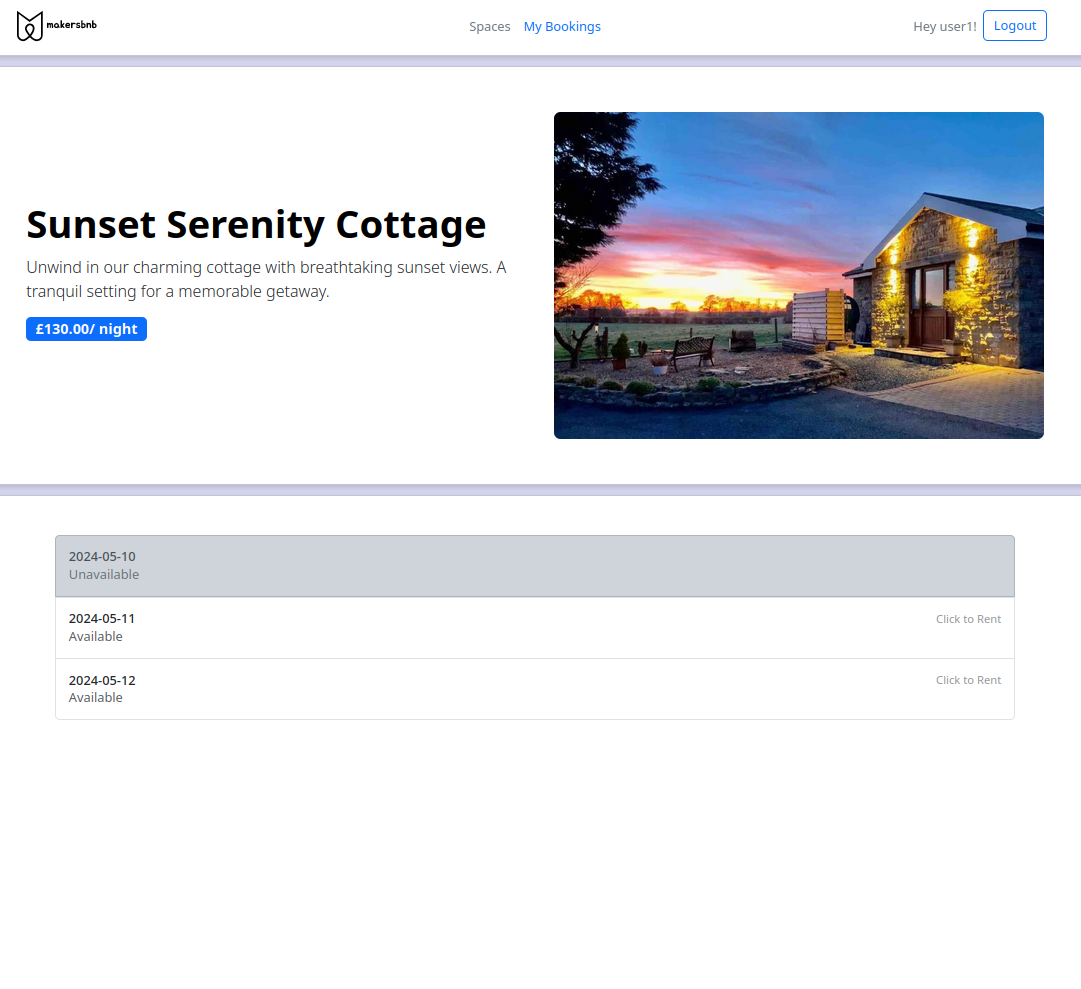 makersbnb
Spaces My Bookings
Hey user1! Logout
Sunset Serenity Cottage
Unwind in our charming cottage with breathtaking sunset views. A
tranquil setting for a memorable getaway.
£130.00/ night
2024-05-10
Unavailable
2024-05-11 Click to Rent
Available
2024-05-12 Click to Rent
Available